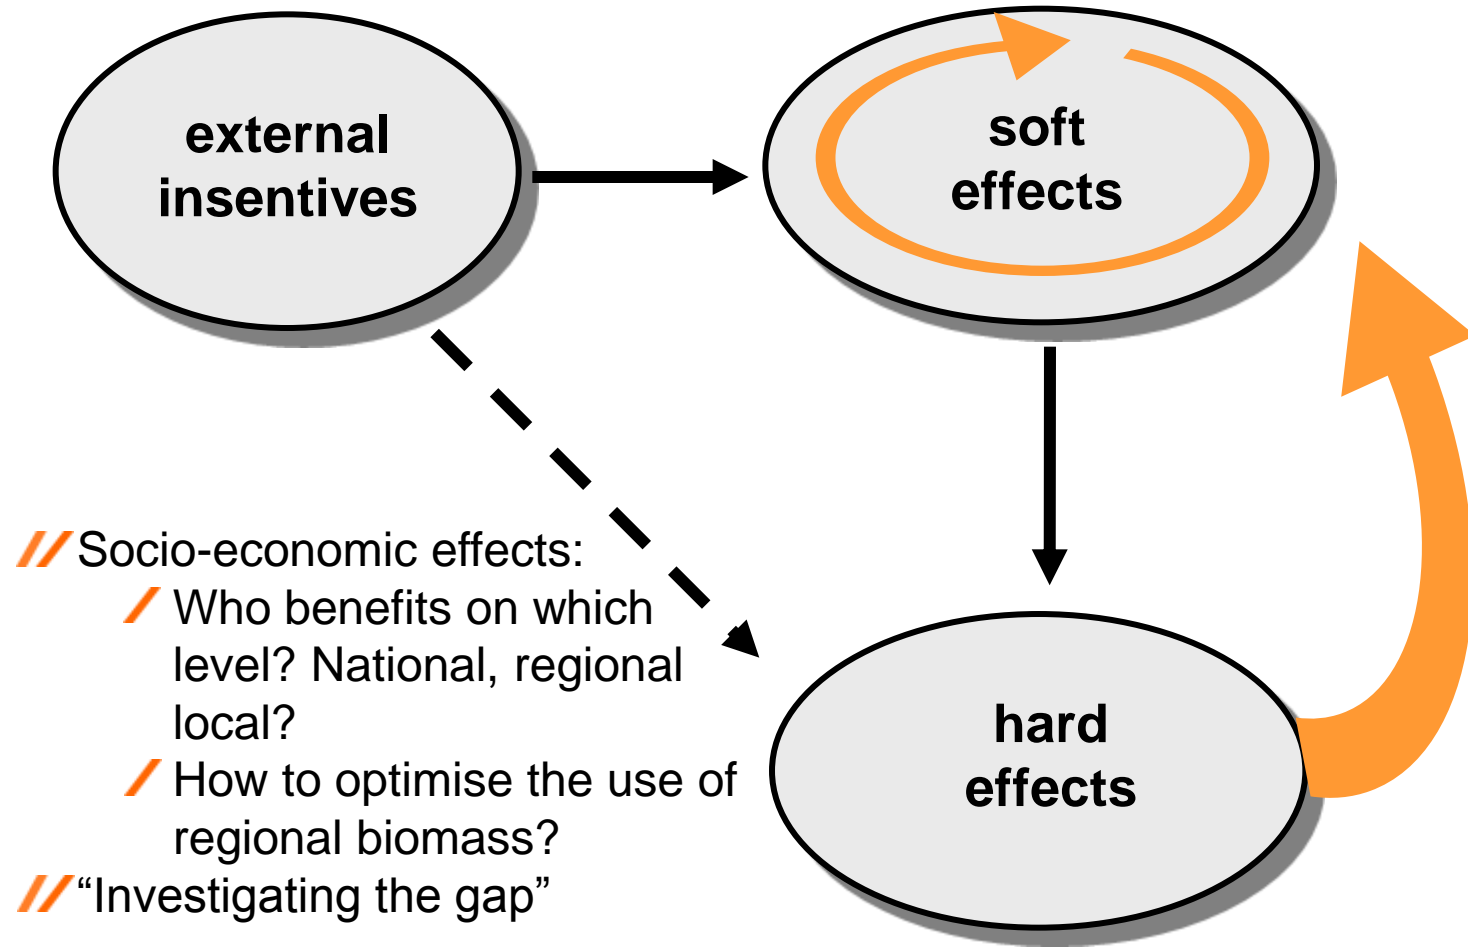 external
insentives
soft
effects
Socio-economic effects:
Who benefits on which
level? National, regional
local?
How to optimise the use of
regional biomass?
“Investigating the gap”
hard
effects